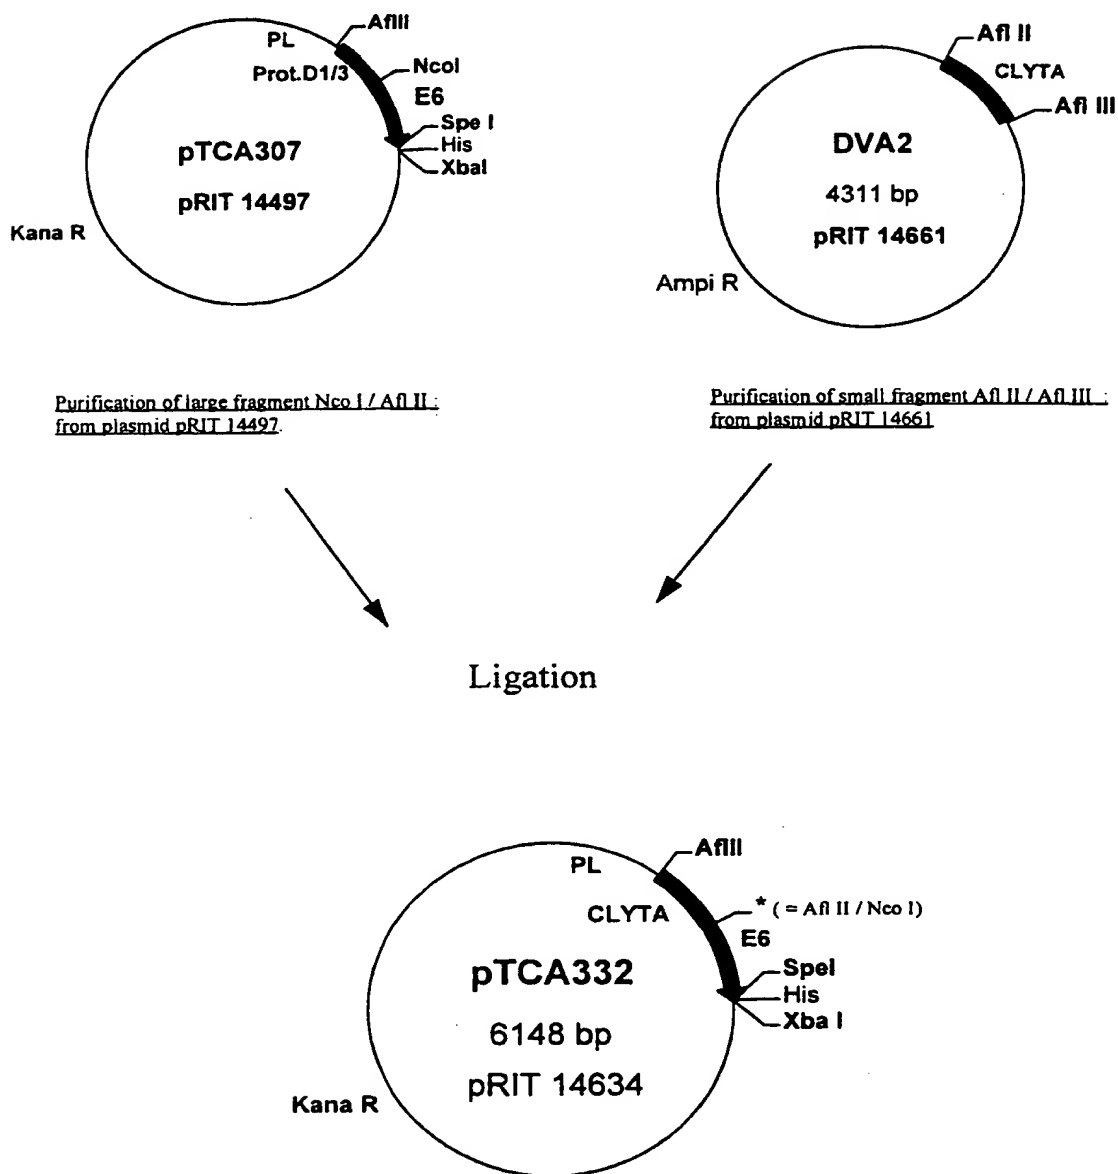 AflII
PL
Prot.D1/3
NcoI
E6
Spe I
His
XbaI
pTCA307
pRIT 14497
Kana R
Afl II
CLYTA
Afl III
DVA2
4311 bp
pRIT 14661
Ampi R
Purification of large fragment Nco I / Afl II :
from plasmid pRIT 14497.
Purification of small fragment Afl II / Afl III :
from plasmid pRIT 14661
Ligation
AflII
PL
CLYTA
* ( = Afl II / Nco I)
E6
SpeI
His
Xba I
pTCA332
6148 bp
pRIT 14634
Kana R